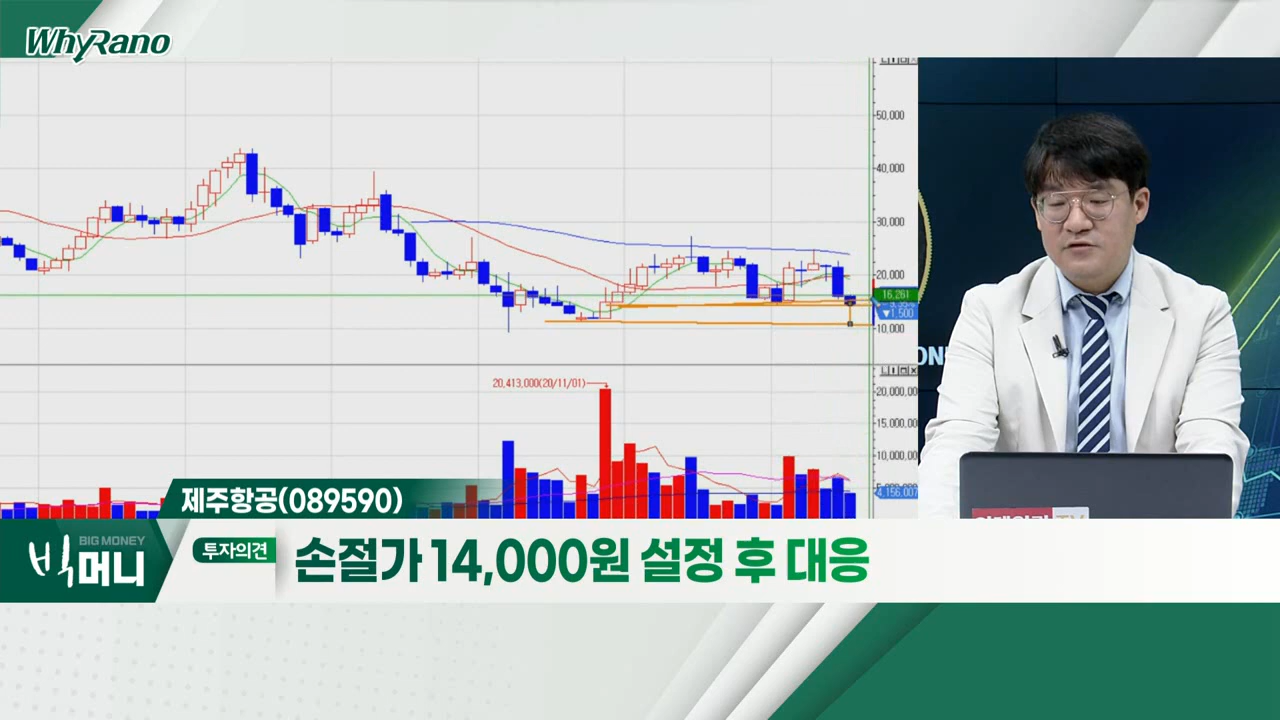 WhyRano
50,000
40,000
30,000
20,000
16,261
▼1,500
10,000
20,413,000(20/11/01)
20,000,00
15,000,00
10,000,00
4,156,007
제주항공(089590)
BIG MONEY
빅머니
투자의견
손절가 14,000원 설정 후 대응